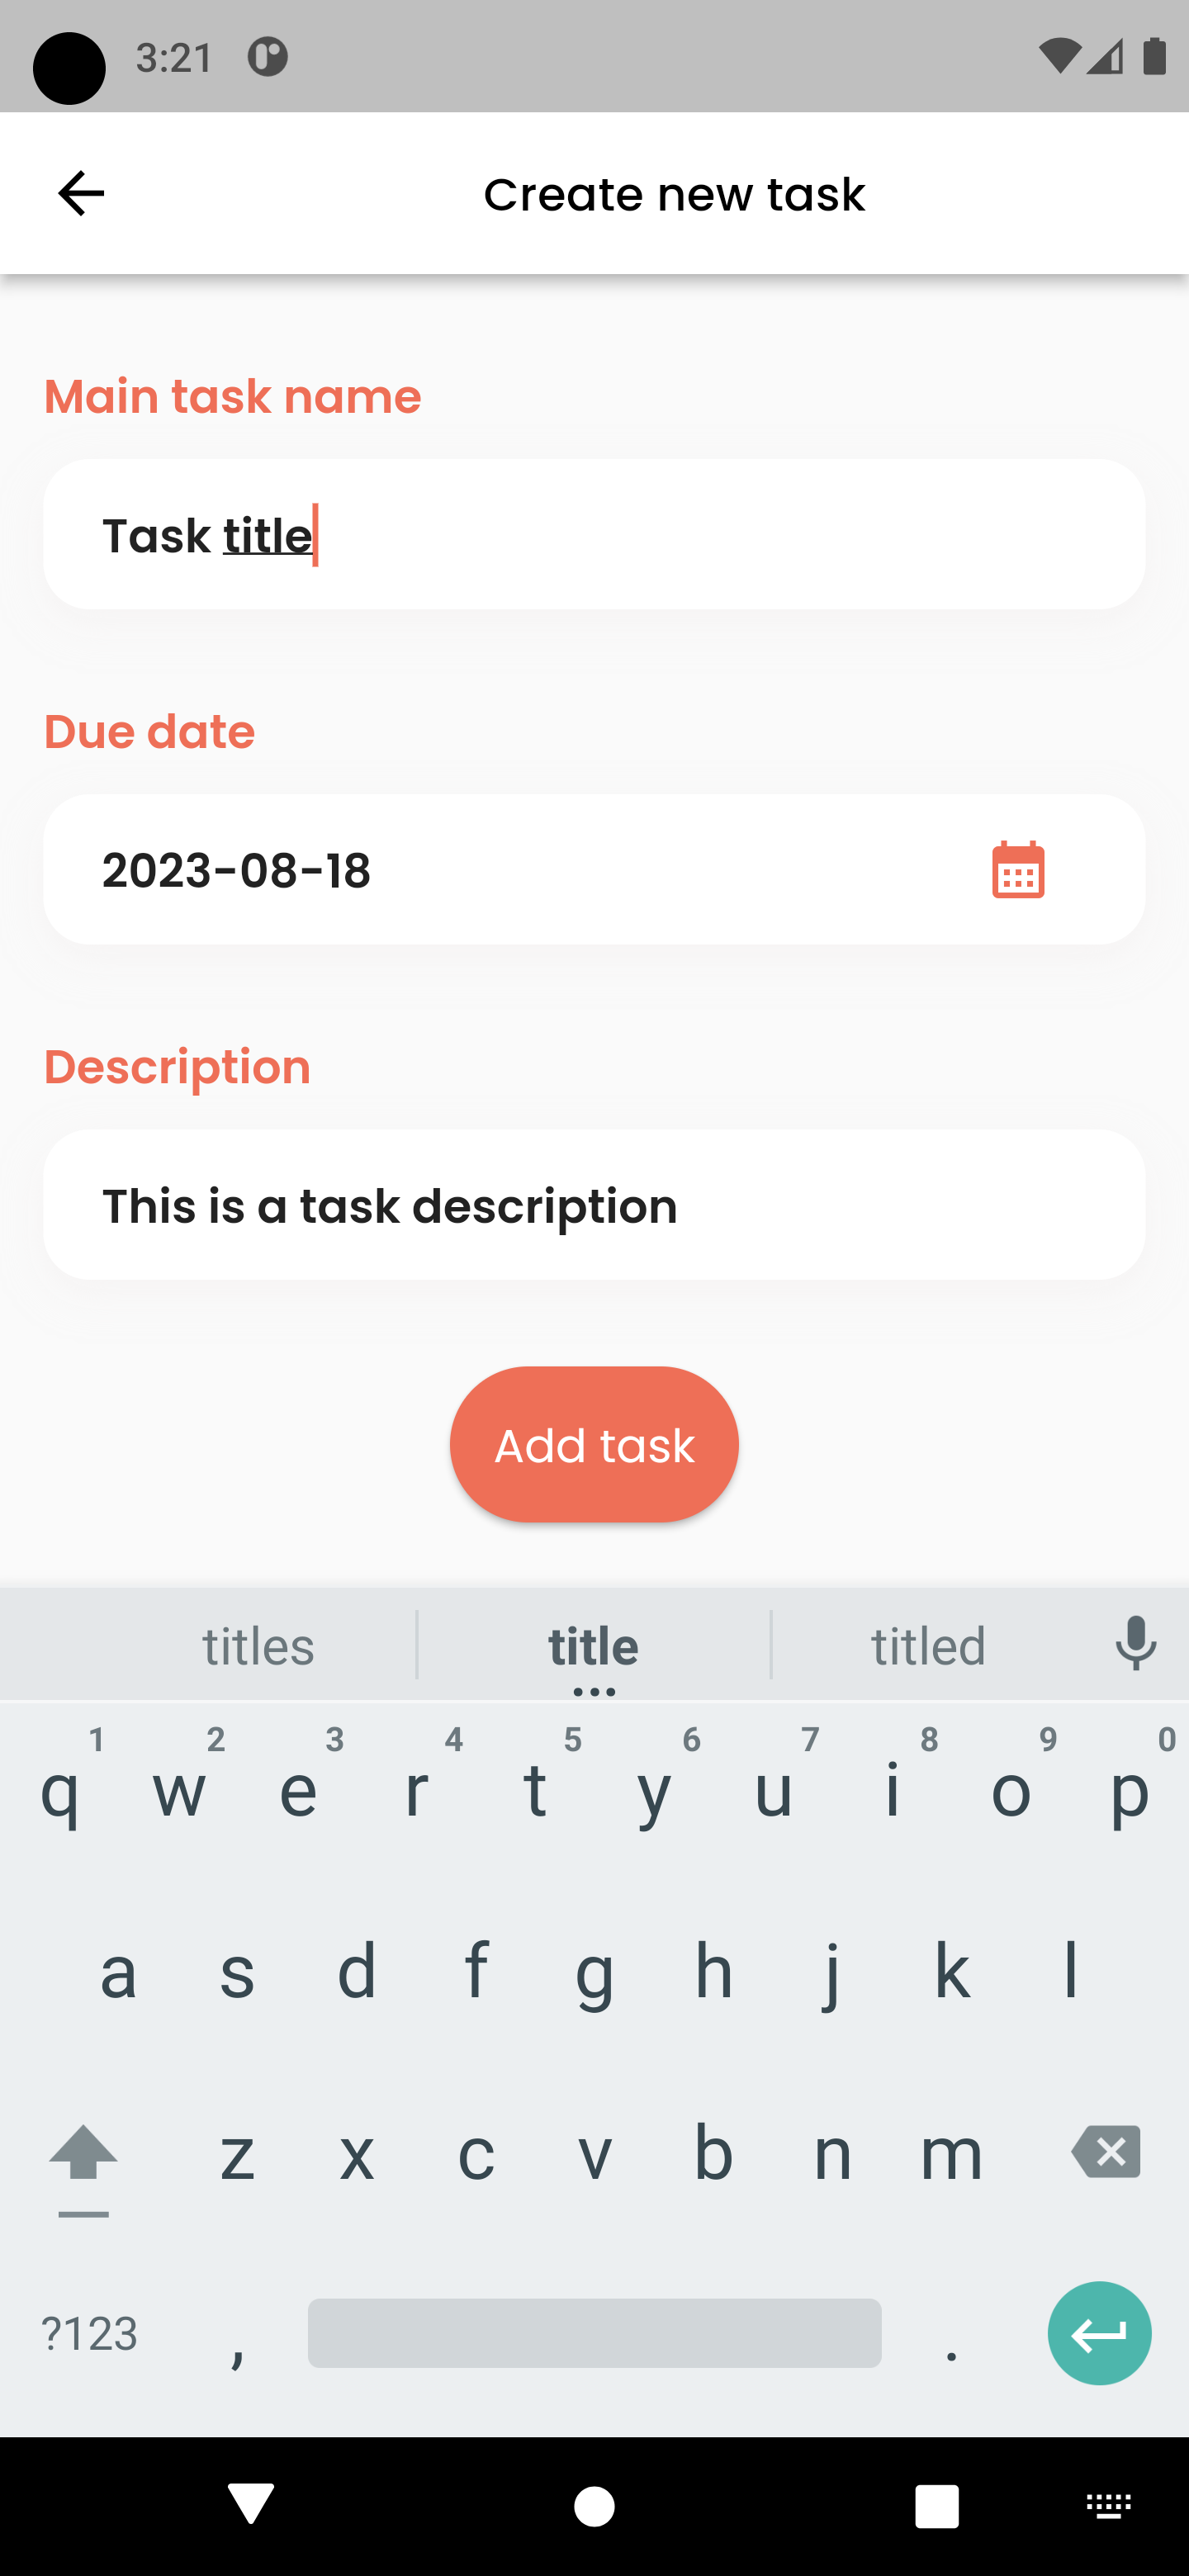 3:21
Create new task
Main task name
Task title
Due date
2023-08-18
Description
This is a task description
Add task
titles title titled
1 2 3 4 5 6 7 8 9 0
q w e r t y u i o p
a s d f g h j k l
z x c v b n m
?123 , .